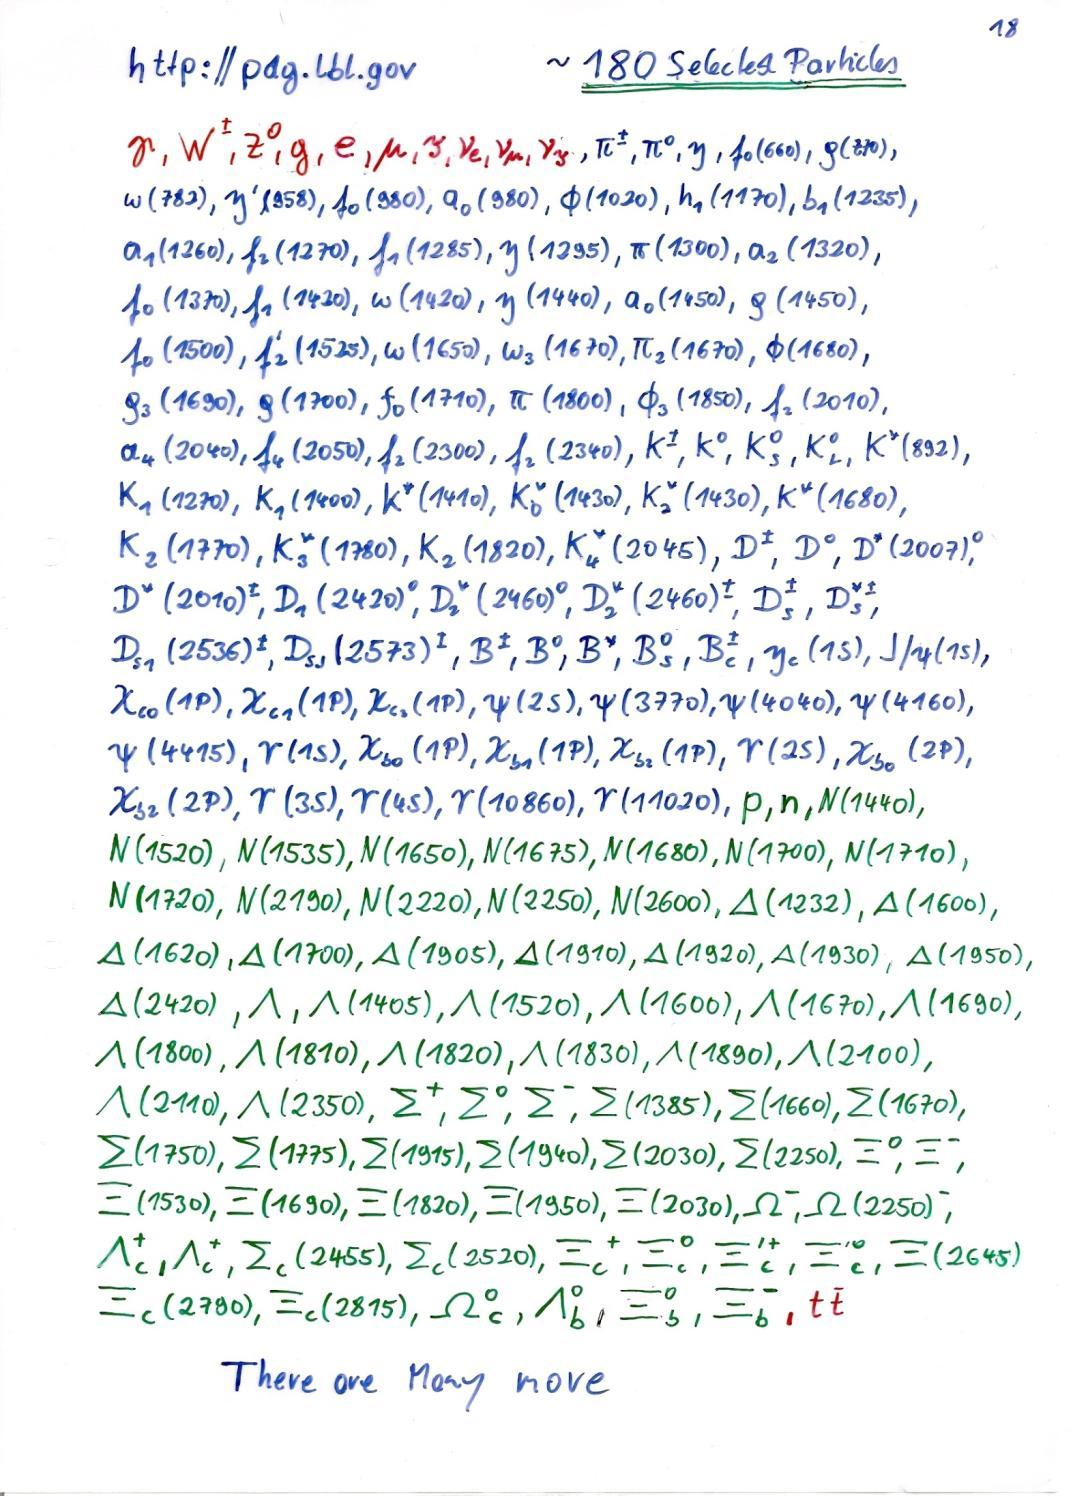 18
http://pdg.lbl.gov ~ 180 Selected Particles
γ, W±, Z⁰, g, e, μ, τ, νe, νμ, ντ, π±, π⁰, η, f₀(660), ρ(770),
ω(782), η'(958), f₀(980), a₀(980), ϕ(1020), h₁(1170), b₁(1235),
a₁(1260), f₂(1270), f₁(1285), η(1295), π(1300), a₂(1320),
f₀(1370), f₁(1420), ω(1420), η(1440), a₀(1450), ρ(1450),
f₀(1500), f₂'(1525), ω(1650), ω₃(1670), π₂(1670), ϕ(1680),
ρ₃(1690), ρ(1700), f₀(1710), π(1800), ϕ₃(1850), f₂(2010),
a₄(2040), f₄(2050), f₂(2300), f₂(2340), K±, K⁰, K⁰s, K⁰L, K*(892),
K₁(1270), K₁(1400), K*(1410), K₀*(1430), K₂*(1430), K*(1680),
K₂(1770), K₃*(1780), K₂(1820), K₄*(2045), D±, D⁰, D*(2007)⁰,
D*(2010)±, D₁(2420)⁰, D₂*(2460)⁰, D₂*(2460)±, Ds±, Ds*±,
Ds1(2536)±, DsJ(2573)±, B±, B⁰, B*, Bs⁰, Bc±, ηc(1S), J/ψ(1S),
χc0(1P), χc1(1P), χc2(1P), ψ(2S), ψ(3770), ψ(4040), ψ(4160),
ψ(4415), ϒ(1S), χb0(1P), χb1(1P), χb2(1P), ϒ(2S), χb0(2P),
χb2(2P), ϒ(3S), ϒ(4S), ϒ(10860), ϒ(11020), p, n, N(1440),
N(1520), N(1535), N(1650), N(1675), N(1680), N(1700), N(1710),
N(1720), N(2190), N(2220), N(2250), N(2600), Δ(1232), Δ(1600),
Δ(1620), Δ(1700), Δ(1905), Δ(1910), Δ(1920), Δ(1930), Δ(1950),
Δ(2420), Λ, Λ(1405), Λ(1520), Λ(1600), Λ(1670), Λ(1690),
Λ(1800), Λ(1810), Λ(1820), Λ(1830), Λ(1890), Λ(2100),
Λ(2110), Λ(2350), Σ⁺, Σ⁰, Σ⁻, Σ(1385), Σ(1660), Σ(1670),
Σ(1750), Σ(1775), Σ(1915), Σ(1940), Σ(2030), Σ(2250), Ξ⁰, Ξ⁻,
Ξ(1530), Ξ(1690), Ξ(1820), Ξ(1950), Ξ(2030), Ω⁻, Ω(2250)⁻,
Λc⁺, Λc⁺, Σc(2455), Σc(2520), Ξc⁺, Ξc⁰, Ξc'⁺, Ξc'⁰, Ξ(2645)
Ξc(2790), Ξc(2815), Ωc⁰, Λb⁰, Ξb⁰, Ξb⁻, tt̄
There are Many more